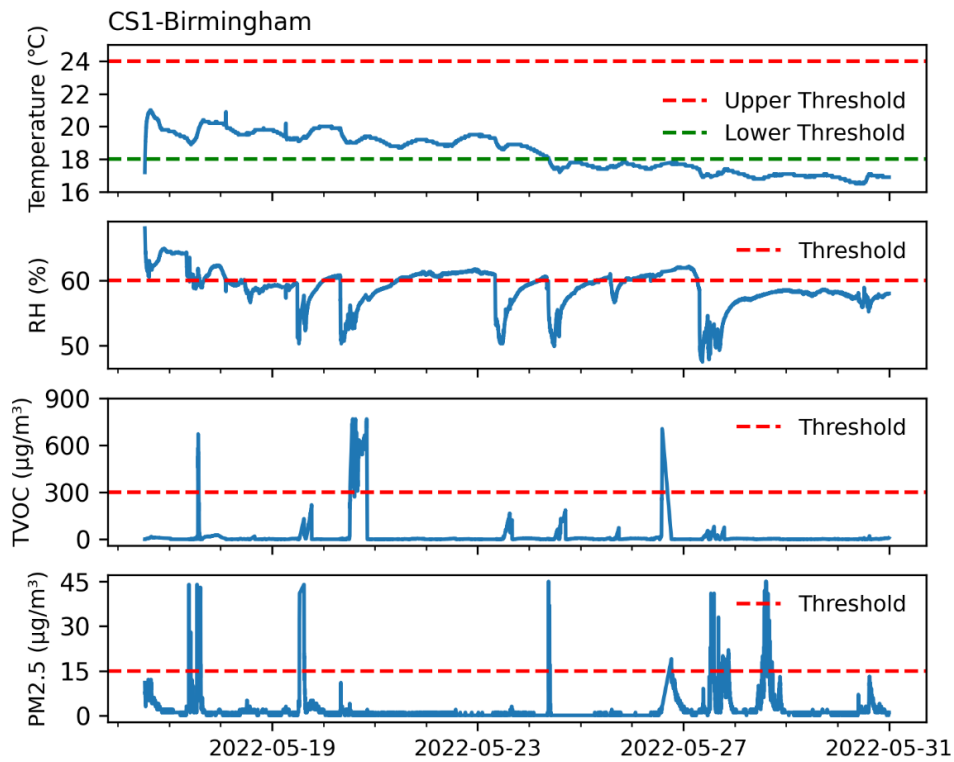 CS1-Birmingham
Temperature (°C)
24
22
20
18
16
Upper Threshold
Lower Threshold
RH (%)
60
50
Threshold
TVOC (μg/m³)
900
600
300
0
Threshold
PM2.5 (μg/m³)
45
30
15
0
Threshold
2022-05-19 2022-05-23 2022-05-27 2022-05-31